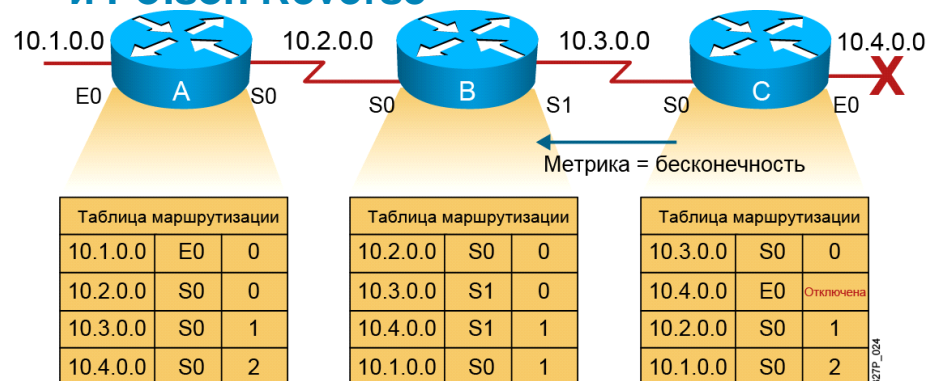 и Poison Reverse
10.1.0.0 10.2.0.0 10.3.0.0 10.4.0.0
X
A B C
E0 S0 S0 S1 S0 E0
Метрика = бесконечность
Таблица маршрутизации
10.1.0.0 E0 0
10.2.0.0 S0 0
10.3.0.0 S0 1
10.4.0.0 S0 2
Таблица маршрутизации
10.2.0.0 S0 0
10.3.0.0 S1 0
10.4.0.0 S1 1
10.1.0.0 S0 1
Таблица маршрутизации
10.3.0.0 S0 0
10.4.0.0 E0 Отключена
10.2.0.0 S0 1
10.1.0.0 S0 2
27P_024